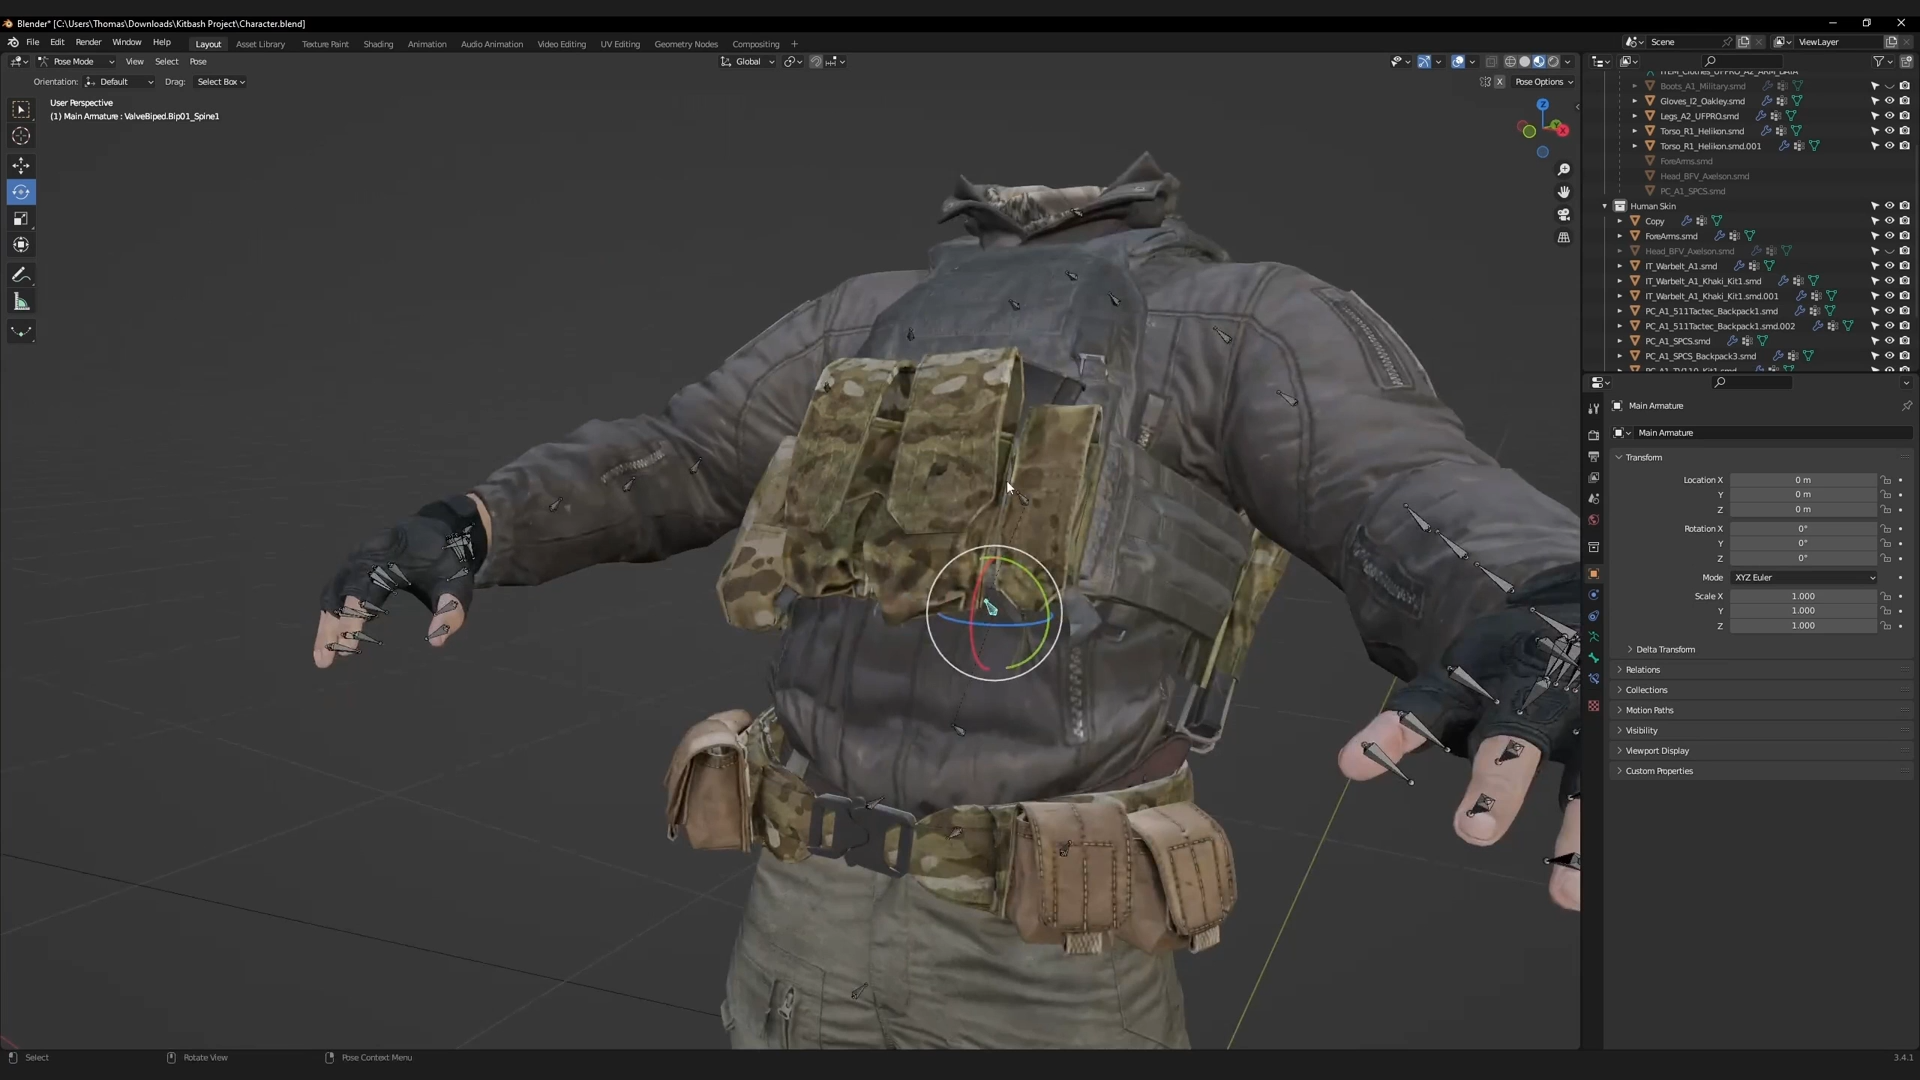 Blender* [C:\Users\Thomas\Downloads\Kitbash Project\Character.blend]
File Edit Render Window Help
Layout Asset Library Texture Paint Shading Animation Audio Animation Video Editing UV Editing Geometry Nodes Compositing +
Scene
ViewLayer
Pose Mode View Select Pose
Global
Orientation: Default Drag: Select Box
X
Pose Options
User Perspective
(1) Main Armature : ValveBiped.Bip01_Spine1
Z
X
ITEM_Clothes_UFPRO_A2_ARM_DATA
Boots_A1_Military.smd
Gloves_I2_Oakley.smd
Legs_A2_UFPRO.smd
Torso_R1_Helikon.smd
Torso_R1_Helikon.smd.001
ForeArms.smd
Head_BFV_Axelson.smd
PC_A1_SPCS.smd
Human Skin
Copy
ForeArms.smd
Head_BFV_Axelson.smd
IT_Warbelt_A1.smd
IT_Warbelt_A1_Khaki_Kit1.smd
IT_Warbelt_A1_Khaki_Kit1.smd.001
PC_A1_511Tactec_Backpack1.smd
PC_A1_511Tactec_Backpack1.smd.002
PC_A1_SPCS.smd
PC_A1_SPCS_Backpack3.smd
Main Armature
Main Armature
Transform
Location X 0 m
Y 0 m
Z 0 m
Rotation X 0°
Y 0°
Z 0°
Mode XYZ Euler
Scale X 1.000
Y 1.000
Z 1.000
Delta Transform
Relations
Collections
Motion Paths
Visibility
Viewport Display
Custom Properties
Select Rotate View Pose Context Menu
3.4.1